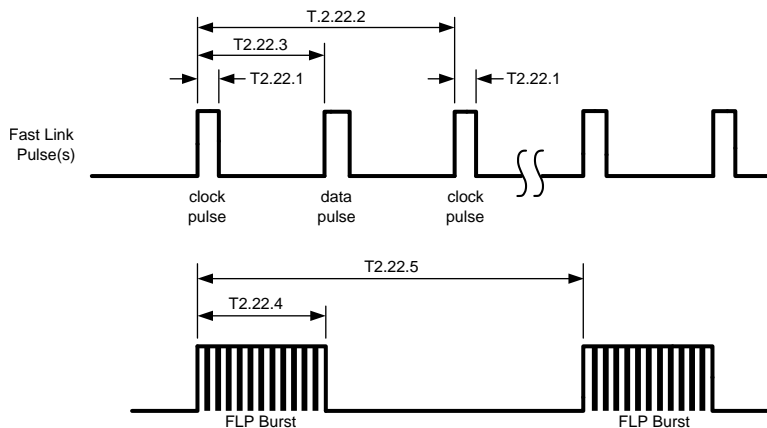 T.2.22.2
T2.22.3
T2.22.1
T2.22.1
Fast Link
Pulse(s)
clock
pulse
data
pulse
clock
pulse
T2.22.5
T2.22.4
FLP Burst
FLP Burst